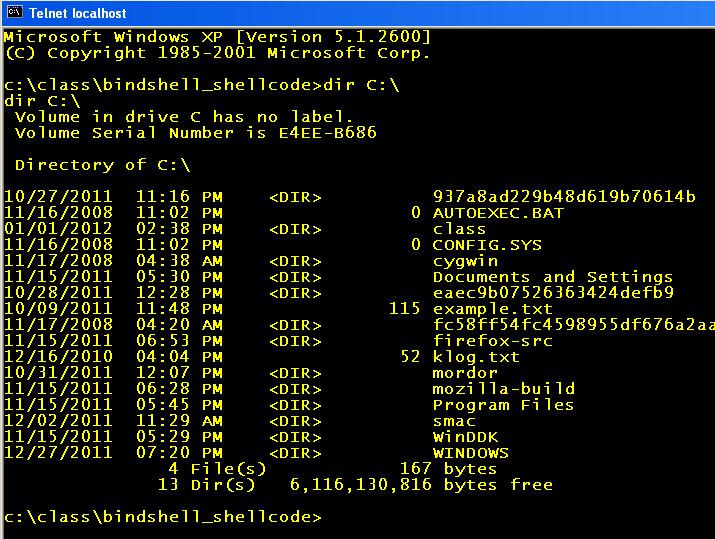 Telnet localhost
Microsoft Windows XP [Version 5.1.2600]
(C) Copyright 1985-2001 Microsoft Corp.
c:\class\bindshell_shellcode>dir C:\
dir C:\
Volume in drive C has no label.
Volume Serial Number is E4EE-B686
Directory of C:\
10/27/2011  11:16 PM    <DIR>          937a8ad229b48d619b70614b
11/16/2008  11:02 PM                 0 AUTOEXEC.BAT
01/01/2012  02:38 PM    <DIR>          class
11/16/2008  11:02 PM                 0 CONFIG.SYS
11/17/2008  04:38 AM    <DIR>          cygwin
11/15/2011  05:30 PM    <DIR>          Documents and Settings
10/28/2011  12:28 PM    <DIR>          eaec9b07526363424defb9
10/09/2011  11:48 PM               115 example.txt
11/17/2008  04:20 AM    <DIR>          fc58ff54fc4598955df676a2aa
11/15/2011  06:53 PM    <DIR>          firefox-src
12/16/2010  04:04 PM                52 klog.txt
10/31/2011  12:07 PM    <DIR>          mordor
11/15/2011  06:28 PM    <DIR>          mozilla-build
11/15/2011  05:45 PM    <DIR>          Program Files
12/02/2011  11:29 AM    <DIR>          smac
11/15/2011  05:29 PM    <DIR>          WinDDK
12/27/2011  07:20 PM    <DIR>          WINDOWS
4 File(s)            167 bytes
13 Dir(s)   6,116,130,816 bytes free
c:\class\bindshell_shellcode>